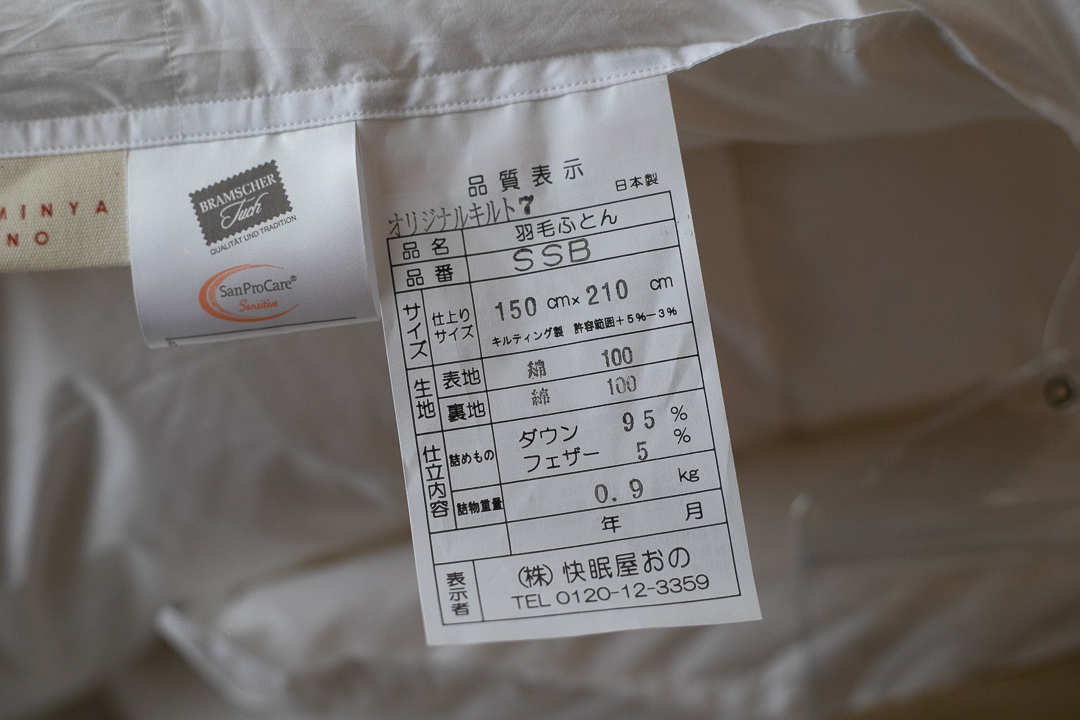 MINYA
NO
BRAMSCHER
Tuch
QUALITÄT UND TRADITION
SanProCare®
Sensitive
品質表示
日本製
オリジナルキルト7
品名 羽毛ふとん
品番 SSB
サイズ 仕上りサイズ 150 cm× 210 cm
キルティング製 許容範囲+5%-3%
生地 表地 綿 100
裏地 綿 100
仕立内容 詰めもの ダウン 95 %
フェザー 5 %
詰物重量 0.9 kg
年 月
表示者 (株)快眠屋おの
TEL 0120-12-3359